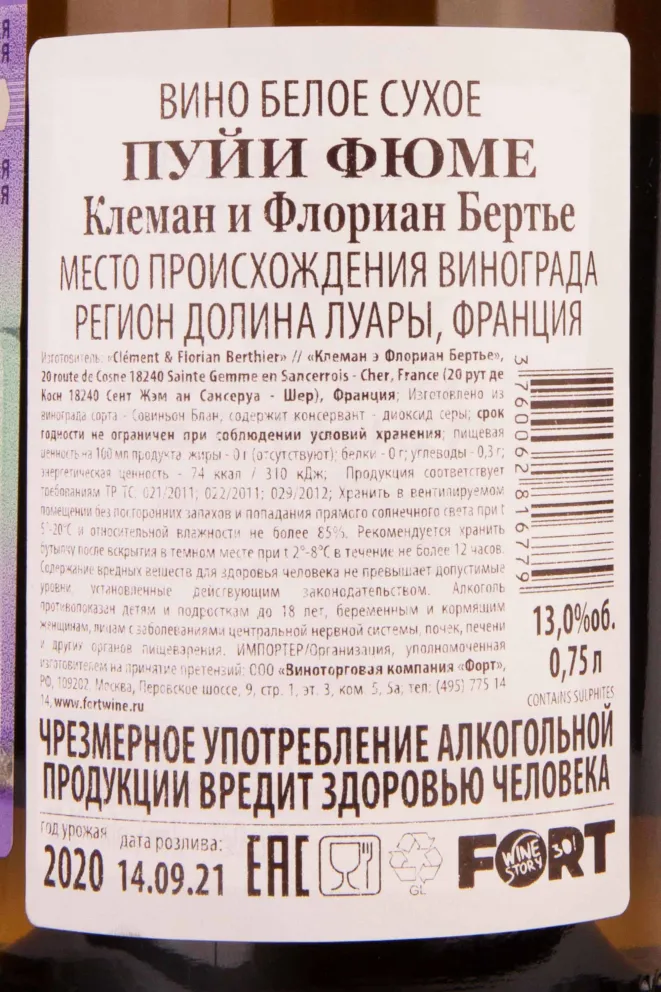 ВИНО БЕЛОЕ СУХОЕ
ПУЙИ ФЮМЕ
Клеман и Флориан Бертье
МЕСТО ПРОИСХОЖДЕНИЯ ВИНОГРАДА
РЕГИОН ДОЛИНА ЛУАРЫ, ФРАНЦИЯ
Изготовитель: «Clément & Florian Berthier» // «Клеман э Флориан Бертье»,
20 route de Cosne 18240 Sainte Gemme en Sancerrois - Cher, France (20 рут де
Косн 18240 Сент Жэм ан Сансеруа - Шер), Франция; Изготовлено из
винограда сорта - Совиньон Блан, содержит консервант - диоксид серы; срок
годности не ограничен при соблюдении условий хранения; пищевая
ценность на 100 мл продукта жиры - 0 г (отсутствуют); белки - 0 г; углеводы - 0,3 г;
энергетическая ценность - 74 ккал / 310 кДж; Продукция соответствует
требованиям ТР ТС: 021/2011; 022/2011; 029/2012; Хранить в вентилируемом
помещении без посторонних запахов и попадания прямого солнечного света при t
5°-20°C и относительной влажности не более 85%. Рекомендуется хранить
бутылку после вскрытия в темном месте при t 2°-8°C в течение не более 12 часов.
Содержание вредных веществ для здоровья человека не превышает допустимые
уровни, установленные действующим законодательством. Алкоголь
противопоказан детям и подросткам до 18 лет, беременным и кормящим
женщинам, лицам с заболеваниями центральной нервной системы, почек, печени
и других органов пищеварения. ИМПОРТЕР/Организация, уполномоченная
изготовителем на принятие претензий: ООО «Виноторговая компания «Форт»,
РФ, 109202, Москва, Перовское шоссе, 9, стр. 1, эт. 3, ком. 5, 5а; тел: (495) 775 14
14, www.fortwine.ru
3 760062 816779
13,0%об.
0,75 л
CONTAINS SULPHITES
ЧРЕЗМЕРНОЕ УПОТРЕБЛЕНИЕ АЛКОГОЛЬНОЙ
ПРОДУКЦИИ ВРЕДИТ ЗДОРОВЬЮ ЧЕЛОВЕКА
год урожая
2020
дата розлива:
14.09.21
EAC
GL
FORT
WINE
STORY
30!